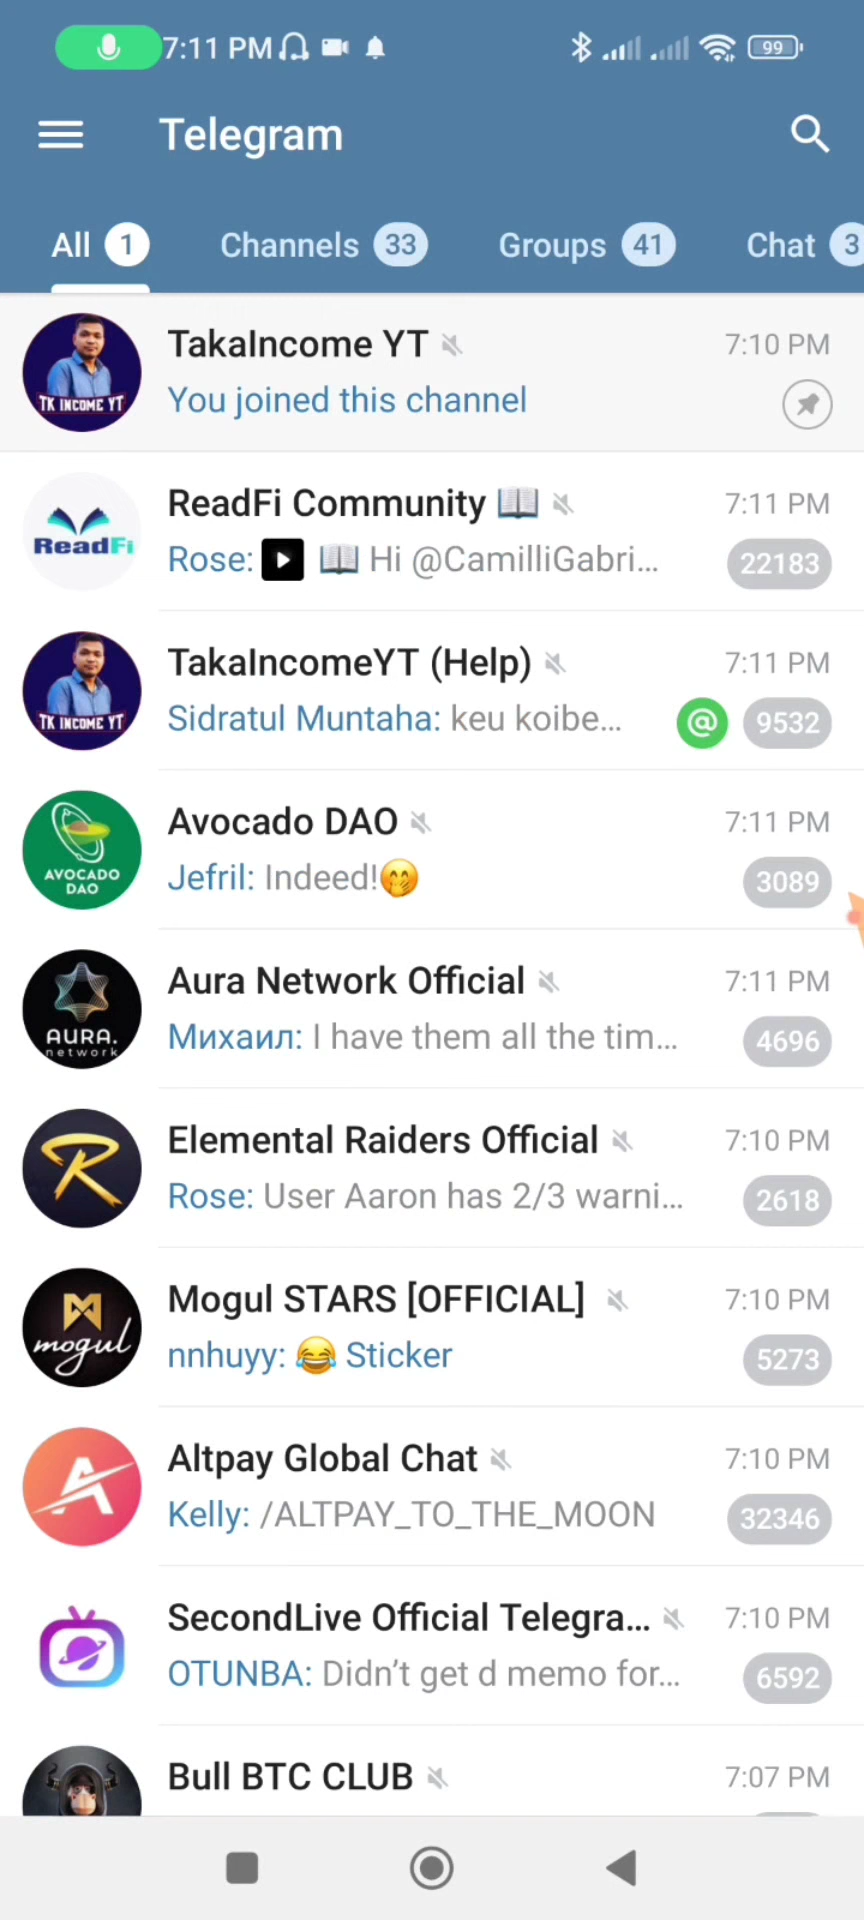 7:11 PM 99
Telegram
All 1 Channels 33 Groups 41 Chat 3
TakaIncome YT 7:10 PM
TK INCOME YT
You joined this channel
ReadFi Community 📖 7:11 PM
ReadFi
Rose: 📖 Hi @CamilliGabri... 22183
TakaIncomeYT (Help) 7:11 PM
TK INCOME YT
Sidratul Muntaha: keu koibe... @ 9532
Avocado DAO 7:11 PM
AVOCADO
DAO
Jefril: Indeed!🤭 3089
Aura Network Official 7:11 PM
AURA.
network
Михаил: I have them all the tim... 4696
Elemental Raiders Official 7:10 PM
R
Rose: User Aaron has 2/3 warni... 2618
Mogul STARS [OFFICIAL] 7:10 PM
mogul
nnhuyy: 😂 Sticker 5273
Altpay Global Chat 7:10 PM
A
Kelly: /ALTPAY_TO_THE_MOON 32346
SecondLive Official Telegra... 7:10 PM
OTUNBA: Didn't get d memo for... 6592
Bull BTC CLUB 7:07 PM